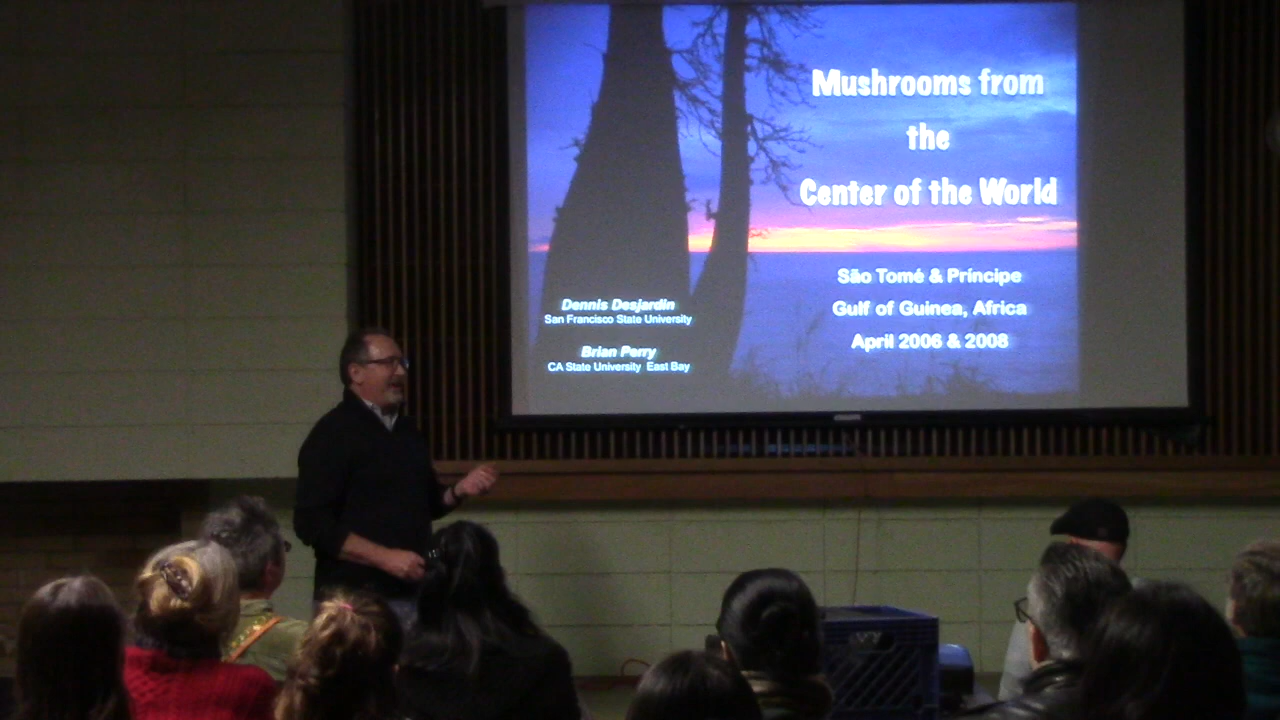 Mushrooms from
the
Center of the World
São Tomé & Príncipe
Gulf of Guinea, Africa
April 2006 & 2008
Dennis Desjardin
San Francisco State University
Brian Perry
CA State University East Bay